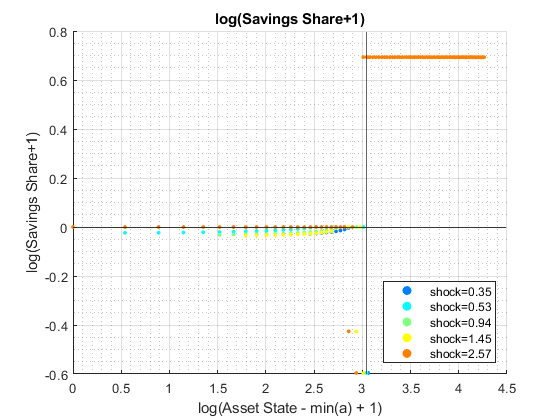 log(Savings Share+1)
0.8
0.6
0.4
0.2
0
-0.2
-0.4
-0.6
log(Savings Share+1)
shock=0.35
shock=0.53
shock=0.94
shock=1.45
shock=2.57
0 0.5 1 1.5 2 2.5 3 3.5 4 4.5
log(Asset State - min(a) + 1)